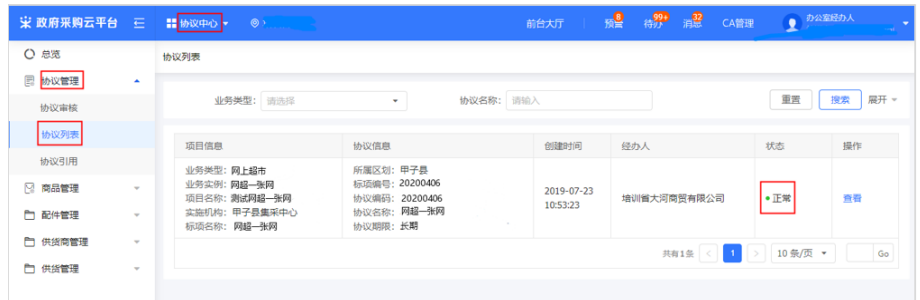 政府采购云平台
协议中心
前台大厅
预警 8
待办 99+
消息 32
CA管理
办公室经办人
总览
协议管理
协议审核
协议列表
协议引用
商品管理
配件管理
供货商管理
供货管理
协议列表
业务类型： 请选择
协议名称： 请输入
重置
搜索
展开
项目信息 协议信息 创建时间 经办人 状态 操作
业务类型： 网上超市
业务实例： 网超一张网
项目名称： 测试网超一张网
实施机构： 甲子县集采中心
标项名称： 网超一张网
所属区划： 甲子县
标项编号： 20200406
协议编码： 20200406
协议名称： 网超一张网
协议期限： 长期
2019-07-23
10:53:23
培训省大河商贸有限公司
正常
查看
共有1条 < 1 > 10 条/页 Go